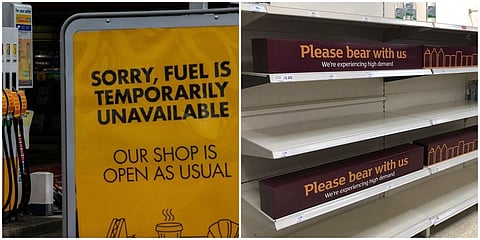 SORRY, FUEL IS
TEMPORARILY
UNAVAILABLE
OUR SHOP IS
OPEN AS USUAL
Please bear with us
We're experiencing high demand
Please bear with us
We're experiencing high demand